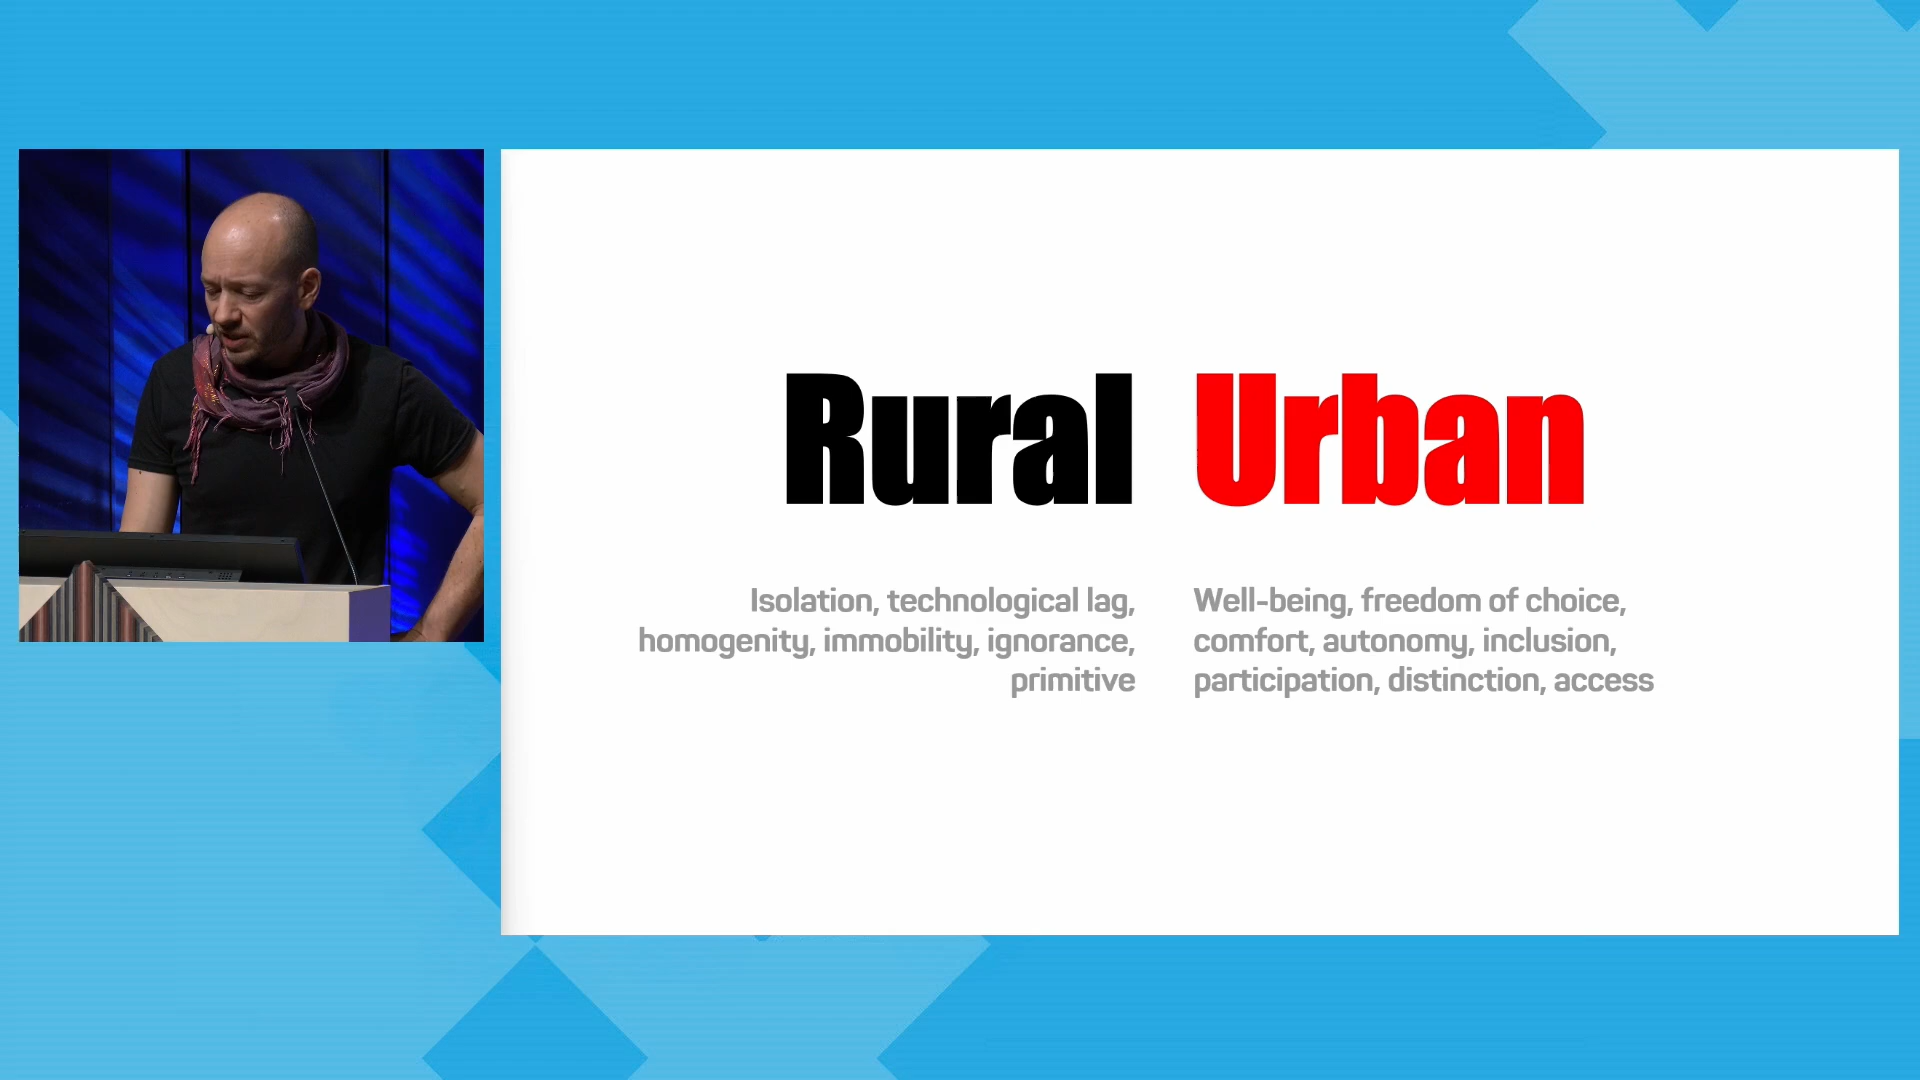 Rural Urban
Isolation, technological lag,
homogenity, immobility, ignorance,
primitive
Well-being, freedom of choice,
comfort, autonomy, inclusion,
participation, distinction, access